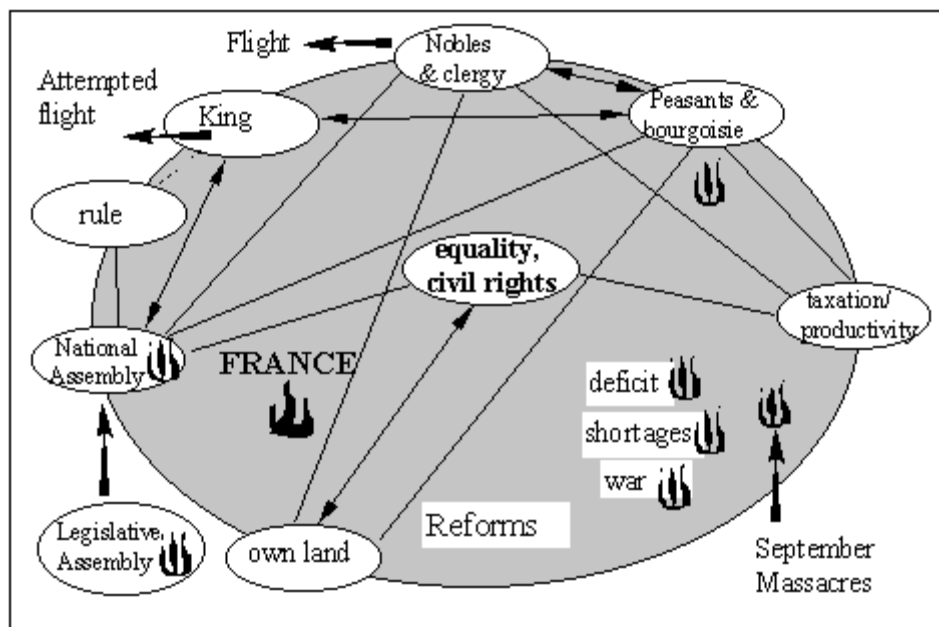 Flight
Nobles
& clergy
Attempted
flight
King
Peasants &
bourgoisie
rule
equality,
civil rights
taxation/
productivity
National
Assembly
FRANCE
deficit
shortages
war
Legislative
Assembly
own land
Reforms
September
Massacres